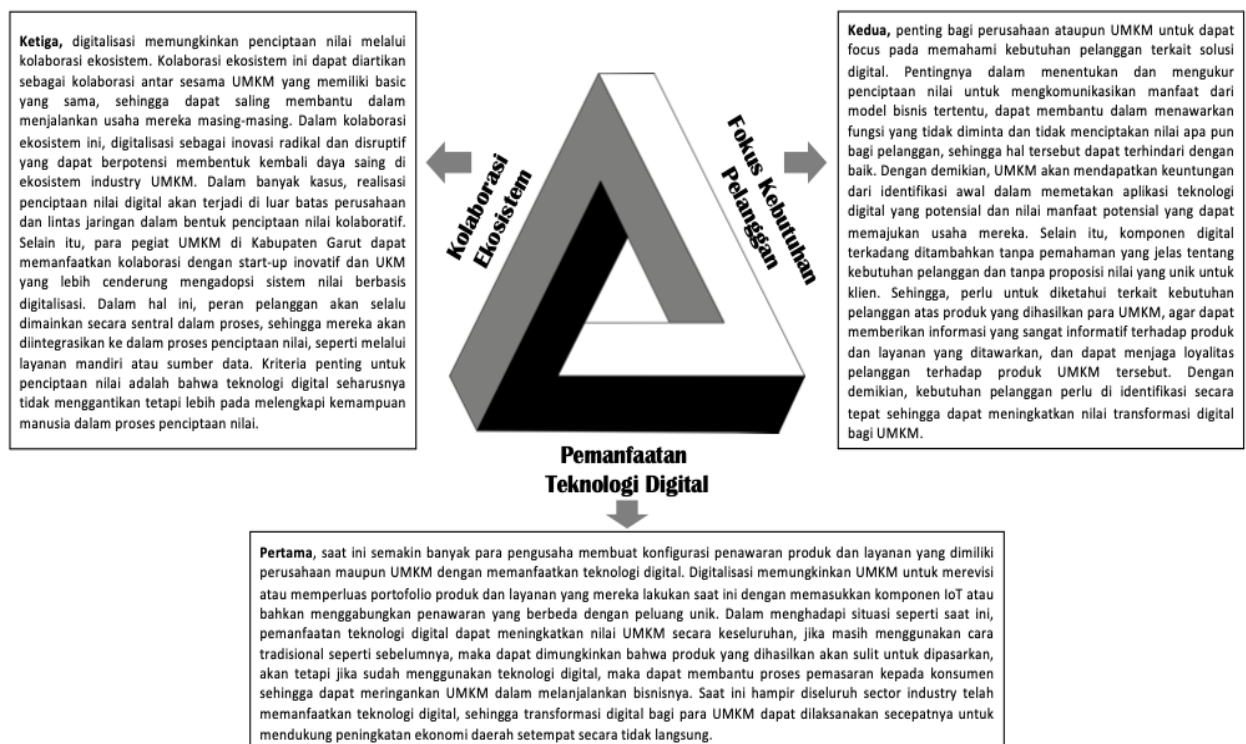 Ketiga, digitalisasi memungkinkan penciptaan nilai melalui
kolaborasi ekosistem. Kolaborasi ekosistem ini dapat diartikan
sebagai kolaborasi antar sesama UMKM yang memiliki basic
yang sama, sehingga dapat saling membantu dalam
menjalankan usaha mereka masing-masing. Dalam kolaborasi
ekosistem ini, digitalisasi sebagai inovasi radikal dan disruptif
yang dapat berpotensi membentuk kembali daya saing di
ekosistem industry UMKM. Dalam banyak kasus, realisasi
penciptaan nilai digital akan terjadi di luar batas perusahaan
dan lintas jaringan dalam bentuk penciptaan nilai kolaboratif.
Selain itu, para pegiat UMKM di Kabupaten Garut dapat
memanfaatkan kolaborasi dengan start-up inovatif dan UKM
yang lebih cenderung mengadopsi sistem nilai berbasis
digitalisasi. Dalam hal ini, peran pelanggan akan selalu
dimainkan secara sentral dalam proses, sehingga mereka akan
diintegrasikan ke dalam proses penciptaan nilai, seperti melalui
layanan mandiri atau sumber data. Kriteria penting untuk
penciptaan nilai adalah bahwa teknologi digital seharusnya
tidak menggantikan tetapi lebih pada melengkapi kemampuan
manusia dalam proses penciptaan nilai.
Kolaborasi
Ekosistem
Fokus Kebutuhan
Pelanggan
Kedua, penting bagi perusahaan ataupun UMKM untuk dapat
focus pada memahami kebutuhan pelanggan terkait solusi
digital. Pentingnya dalam menentukan dan mengukur
penciptaan nilai untuk mengkomunikasikan manfaat dari
model bisnis tertentu, dapat membantu dalam menawarkan
fungsi yang tidak diminta dan tidak menciptakan nilai apa pun
bagi pelanggan, sehingga hal tersebut dapat terhindari dengan
baik. Dengan demikian, UMKM akan mendapatkan keuntungan
dari identifikasi awal dalam memetakan aplikasi teknologi
digital yang potensial dan nilai manfaat potensial yang dapat
memajukan usaha mereka. Selain itu, komponen digital
terkadang ditambahkan tanpa pemahaman yang jelas tentang
kebutuhan pelanggan dan tanpa proposisi nilai yang unik untuk
klien. Sehingga, perlu untuk diketahui terkait kebutuhan
pelanggan atas produk yang dihasilkan para UMKM, agar dapat
memberikan informasi yang sangat informatif terhadap produk
dan layanan yang ditawarkan, dan dapat menjaga loyalitas
pelanggan terhadap produk UMKM tersebut. Dengan
demikian, kebutuhan pelanggan perlu di identifikasi secara
tepat sehingga dapat meningkatkan nilai transformasi digital
bagi UMKM.
Pemanfaatan
Teknologi Digital
Pertama, saat ini semakin banyak para pengusaha membuat konfigurasi penawaran produk dan layanan yang dimiliki
perusahaan maupun UMKM dengan memanfaatkan teknologi digital. Digitalisasi memungkinkan UMKM untuk merevisi
atau memperluas portofolio produk dan layanan yang mereka lakukan saat ini dengan memasukkan komponen IoT atau
bahkan menggabungkan penawaran yang berbeda dengan peluang unik. Dalam menghadapi situasi seperti saat ini,
pemanfaatan teknologi digital dapat meningkatkan nilai UMKM secara keseluruhan, jika masih menggunakan cara
tradisional seperti sebelumnya, maka dapat dimungkinkan bahwa produk yang dihasilkan akan sulit untuk dipasarkan,
akan tetapi jika sudah menggunakan teknologi digital, maka dapat membantu proses pemasaran kepada konsumen
sehingga dapat meringankan UMKM dalam melanjalankan bisnisnya. Saat ini hampir diseluruh sector industry telah
memanfaatkan teknologi digital, sehingga transformasi digital bagi para UMKM dapat dilaksanakan secepatnya untuk
mendukung peningkatan ekonomi daerah setempat secara tidak langsung.